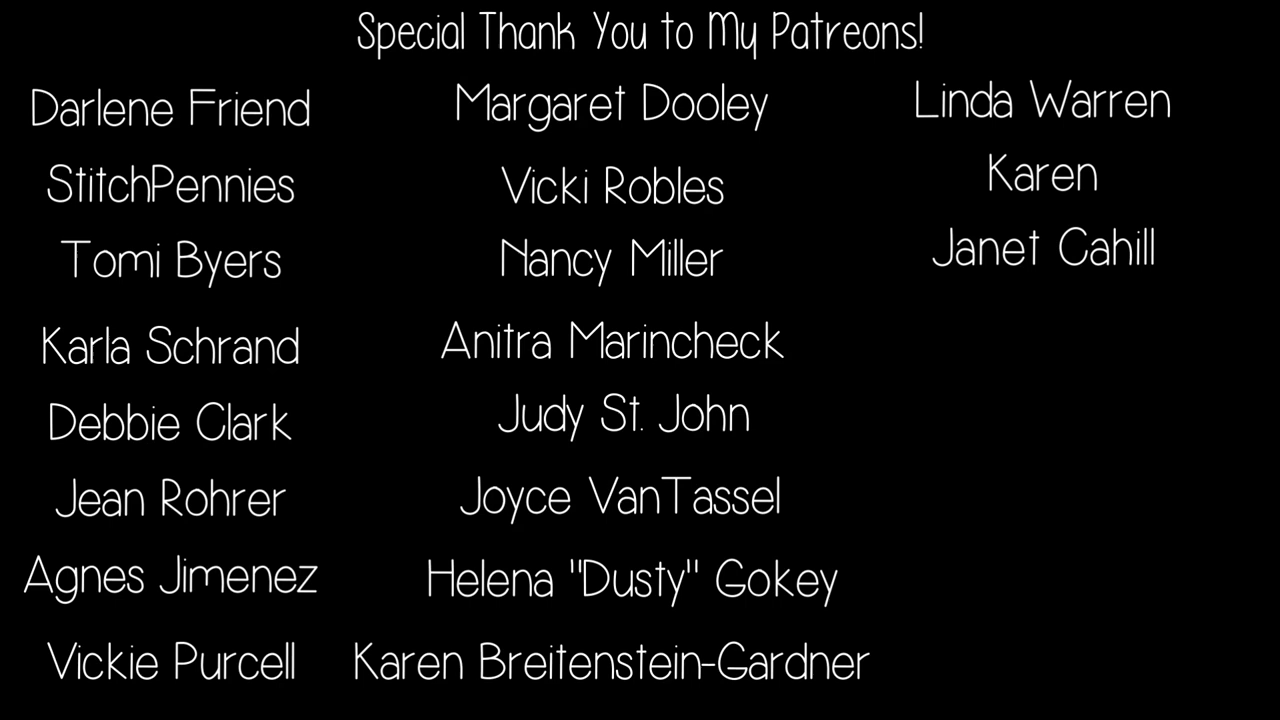 Special Thank You to My Patreons!
Darlene Friend
StitchPennies
Tomi Byers
Karla Schrand
Debbie Clark
Jean Rohrer
Agnes Jimenez
Vickie Purcell
Margaret Dooley
Vicki Robles
Nancy Miller
Anitra Marincheck
Judy St. John
Joyce VanTassel
Helena "Dusty" Gokey
Karen Breitenstein-Gardner
Linda Warren
Karen
Janet Cahill